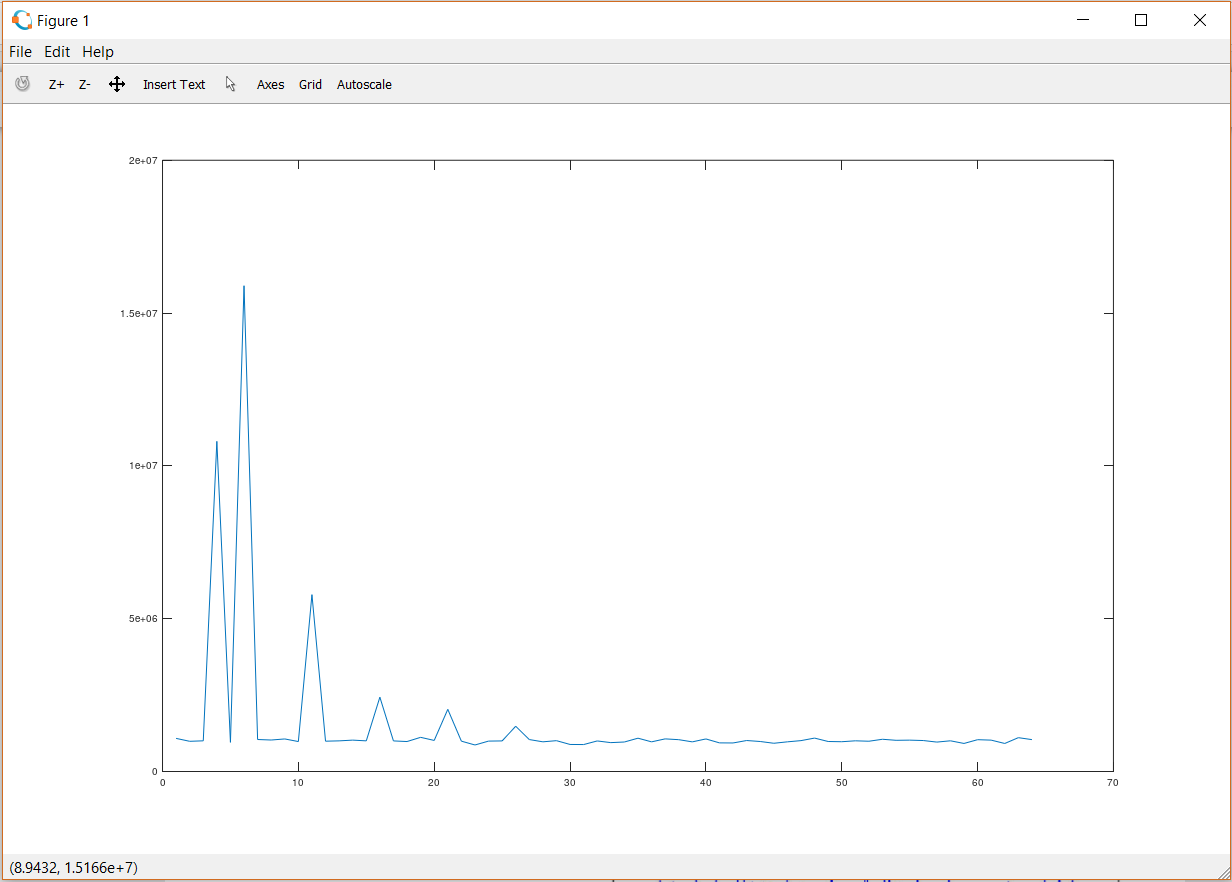 Figure 1
File Edit Help
Z+ Z- Insert Text Axes Grid Autoscale
2e+07
1.5e+07
1e+07
5e+06
0
0 10 20 30 40 50 60 70
(8.9432, 1.5166e+7)